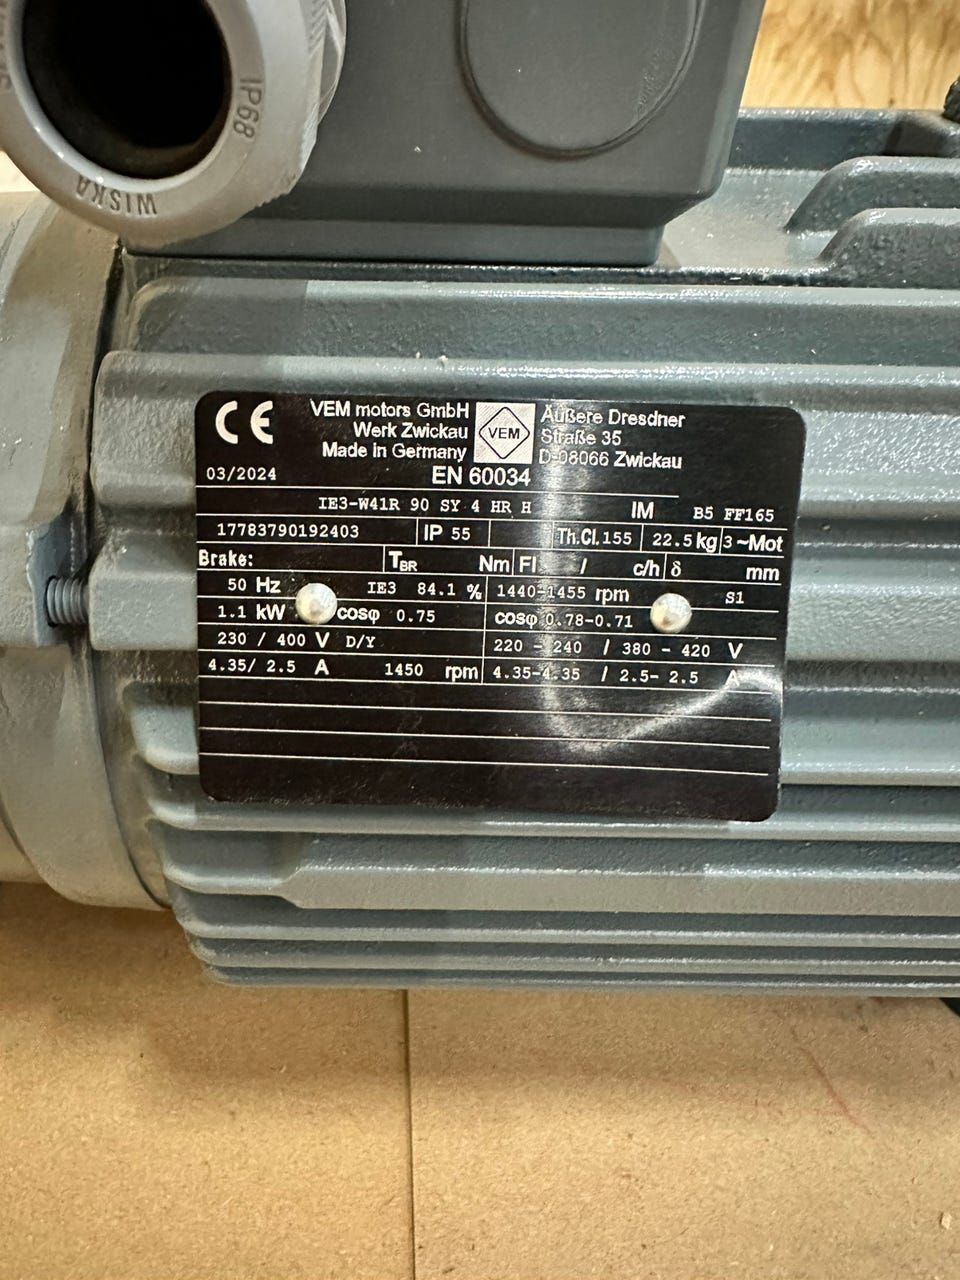 IP68
WISKA
CE
VEM motors GmbH
Werk Zwickau
Made in Germany
VEM
Äußere Dresdner
Straße 35
D-08066 Zwickau
03/2024
EN 60034
IE3-W41R 90 SY 4 HR H IM B5 FF165
17783790192403 IP 55 Th.Cl.155 22.5 kg 3 ~Mot
Brake: TBR Nm Fl / c/h δ mm
50 Hz IE3 84.1 % 1440-1455 rpm S1
1.1 kW cosφ 0.75 cosφ 0.78-0.71
230 / 400 V D/Y 220 - 240 / 380 - 420 V
4.35/ 2.5 A 1450 rpm 4.35-4.35 / 2.5- 2.5 A